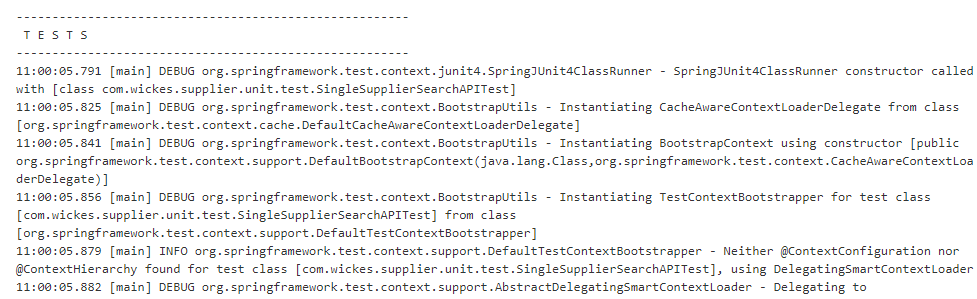 -------------------------------------------------------
T E S T S
-------------------------------------------------------
11:00:05.791 [main] DEBUG org.springframework.test.context.junit4.SpringJUnit4ClassRunner - SpringJUnit4ClassRunner constructor called
with [class com.wickes.supplier.unit.test.SingleSupplierSearchAPITest]
11:00:05.825 [main] DEBUG org.springframework.test.context.BootstrapUtils - Instantiating CacheAwareContextLoaderDelegate from class
[org.springframework.test.context.cache.DefaultCacheAwareContextLoaderDelegate]
11:00:05.841 [main] DEBUG org.springframework.test.context.BootstrapUtils - Instantiating BootstrapContext using constructor [public
org.springframework.test.context.support.DefaultBootstrapContext(java.lang.Class,org.springframework.test.context.CacheAwareContextLoa
derDelegate)]
11:00:05.856 [main] DEBUG org.springframework.test.context.BootstrapUtils - Instantiating TestContextBootstrapper for test class
[com.wickes.supplier.unit.test.SingleSupplierSearchAPITest] from class
[org.springframework.test.context.support.DefaultTestContextBootstrapper]
11:00:05.879 [main] INFO org.springframework.test.context.support.DefaultTestContextBootstrapper - Neither @ContextConfiguration nor
@ContextHierarchy found for test class [com.wickes.supplier.unit.test.SingleSupplierSearchAPITest], using DelegatingSmartContextLoader
11:00:05.882 [main] DEBUG org.springframework.test.context.support.AbstractDelegatingSmartContextLoader - Delegating to